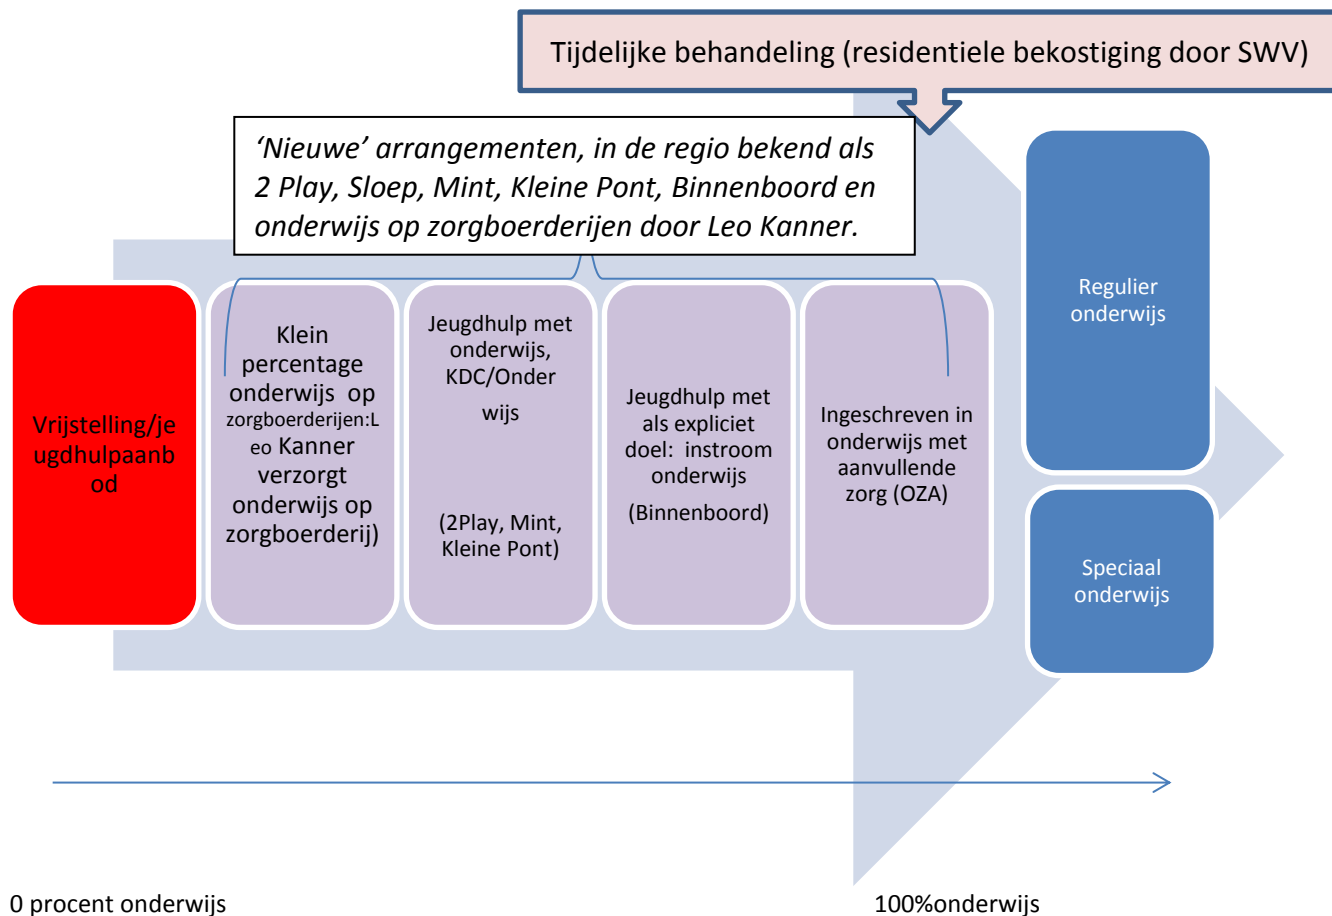 Tijdelijke behandeling (residentiele bekostiging door SWV)
‘Nieuwe’ arrangementen, in de regio bekend als
2 Play, Sloep, Mint, Kleine Pont, Binnenboord en
onderwijs op zorgboerderijen door Leo Kanner.
Vrijstelling/je
ugdhulpaanb
od
Klein
percentage
onderwijs op
zorgboerderijen:L
eo Kanner
verzorgt
onderwijs op
zorgboerderij)
Jeugdhulp met
onderwijs,
KDC/Onder
wijs
(2Play, Mint,
Kleine Pont)
Jeugdhulp met
als expliciet
doel: instroom
onderwijs
(Binnenboord)
Ingeschreven in
onderwijs met
aanvullende
zorg (OZA)
Regulier
onderwijs
Speciaal
onderwijs
0 procent onderwijs
100%onderwijs